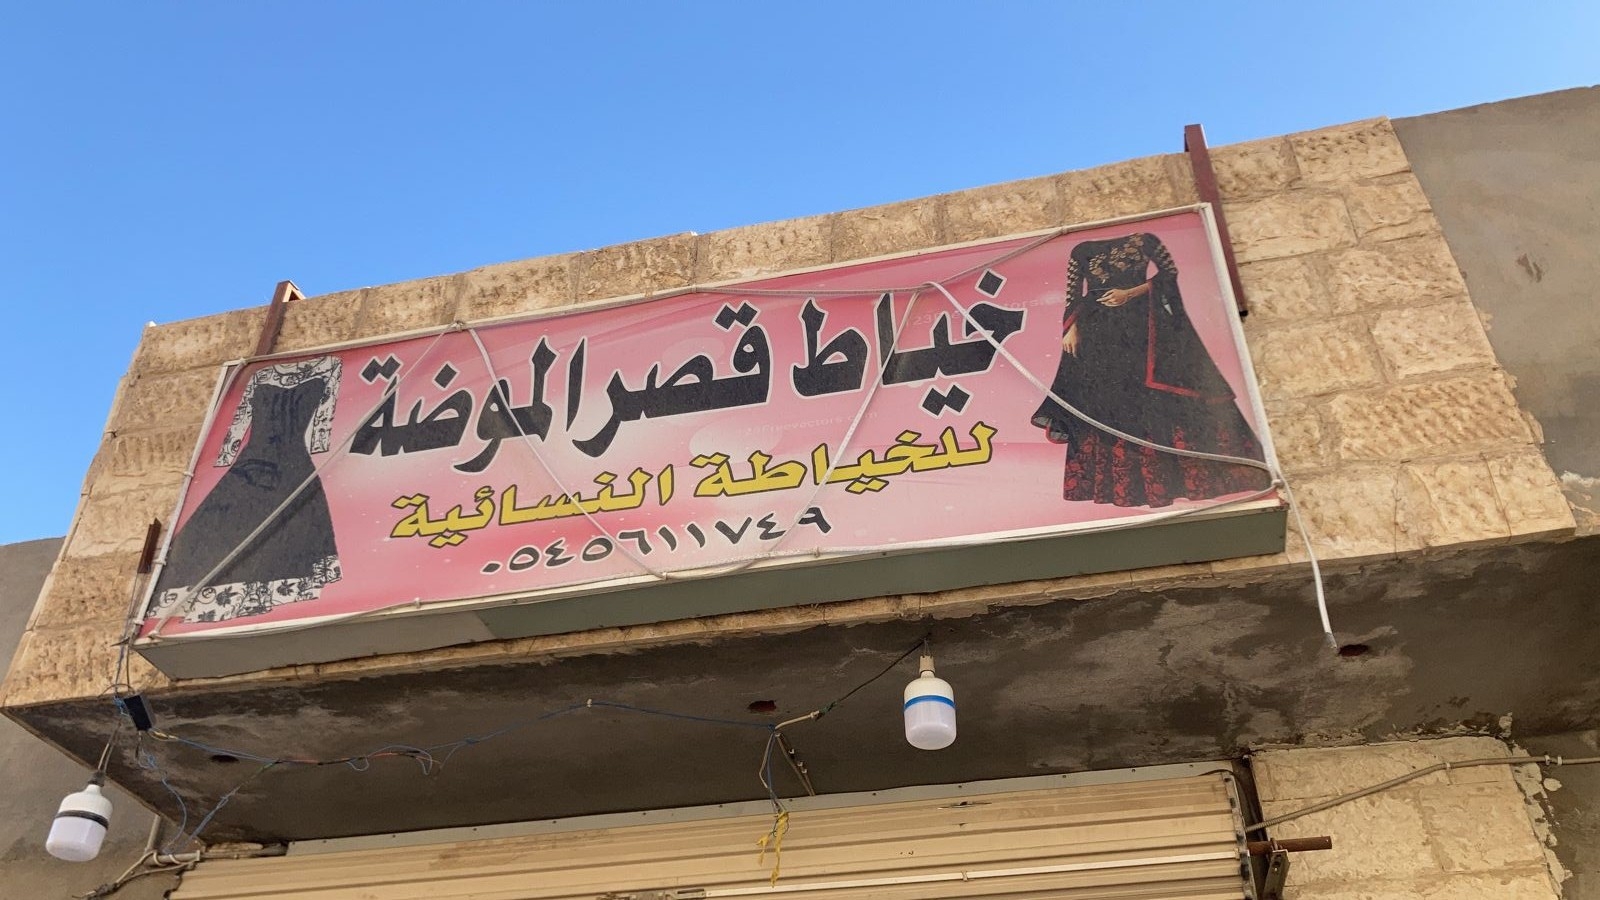 خياط قصر الموضة
للخياطة النسائية
٠٥٤٥٦١١٧٤٩